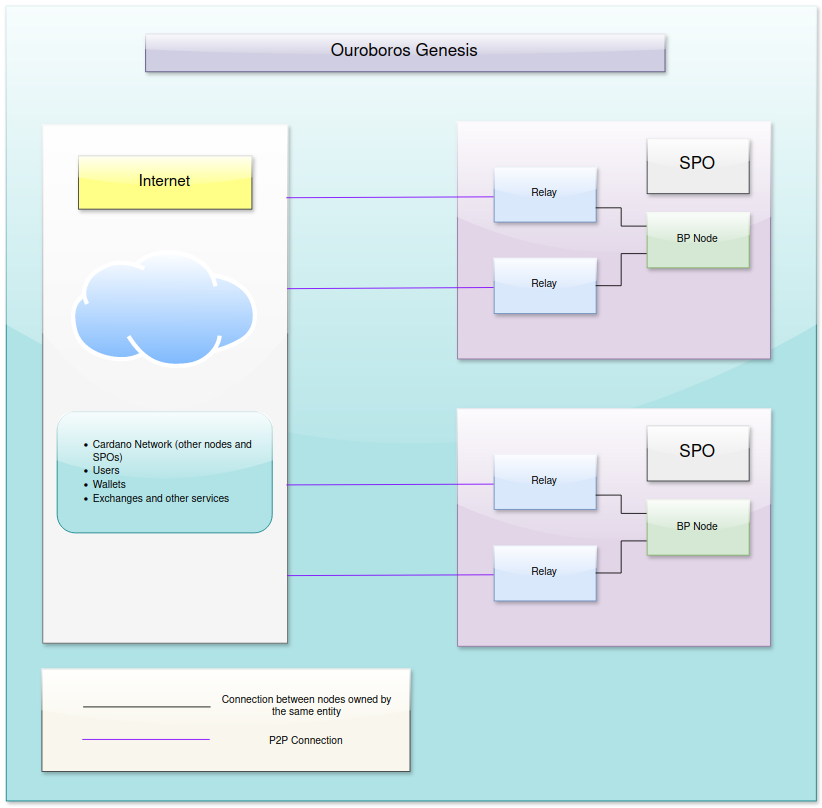 Ouroboros Genesis
Internet
Cardano Network (other nodes and
SPOs)
Users
Wallets
Exchanges and other services
SPO
Relay
BP Node
Relay
SPO
Relay
BP Node
Relay
Connection between nodes owned by
the same entity
P2P Connection